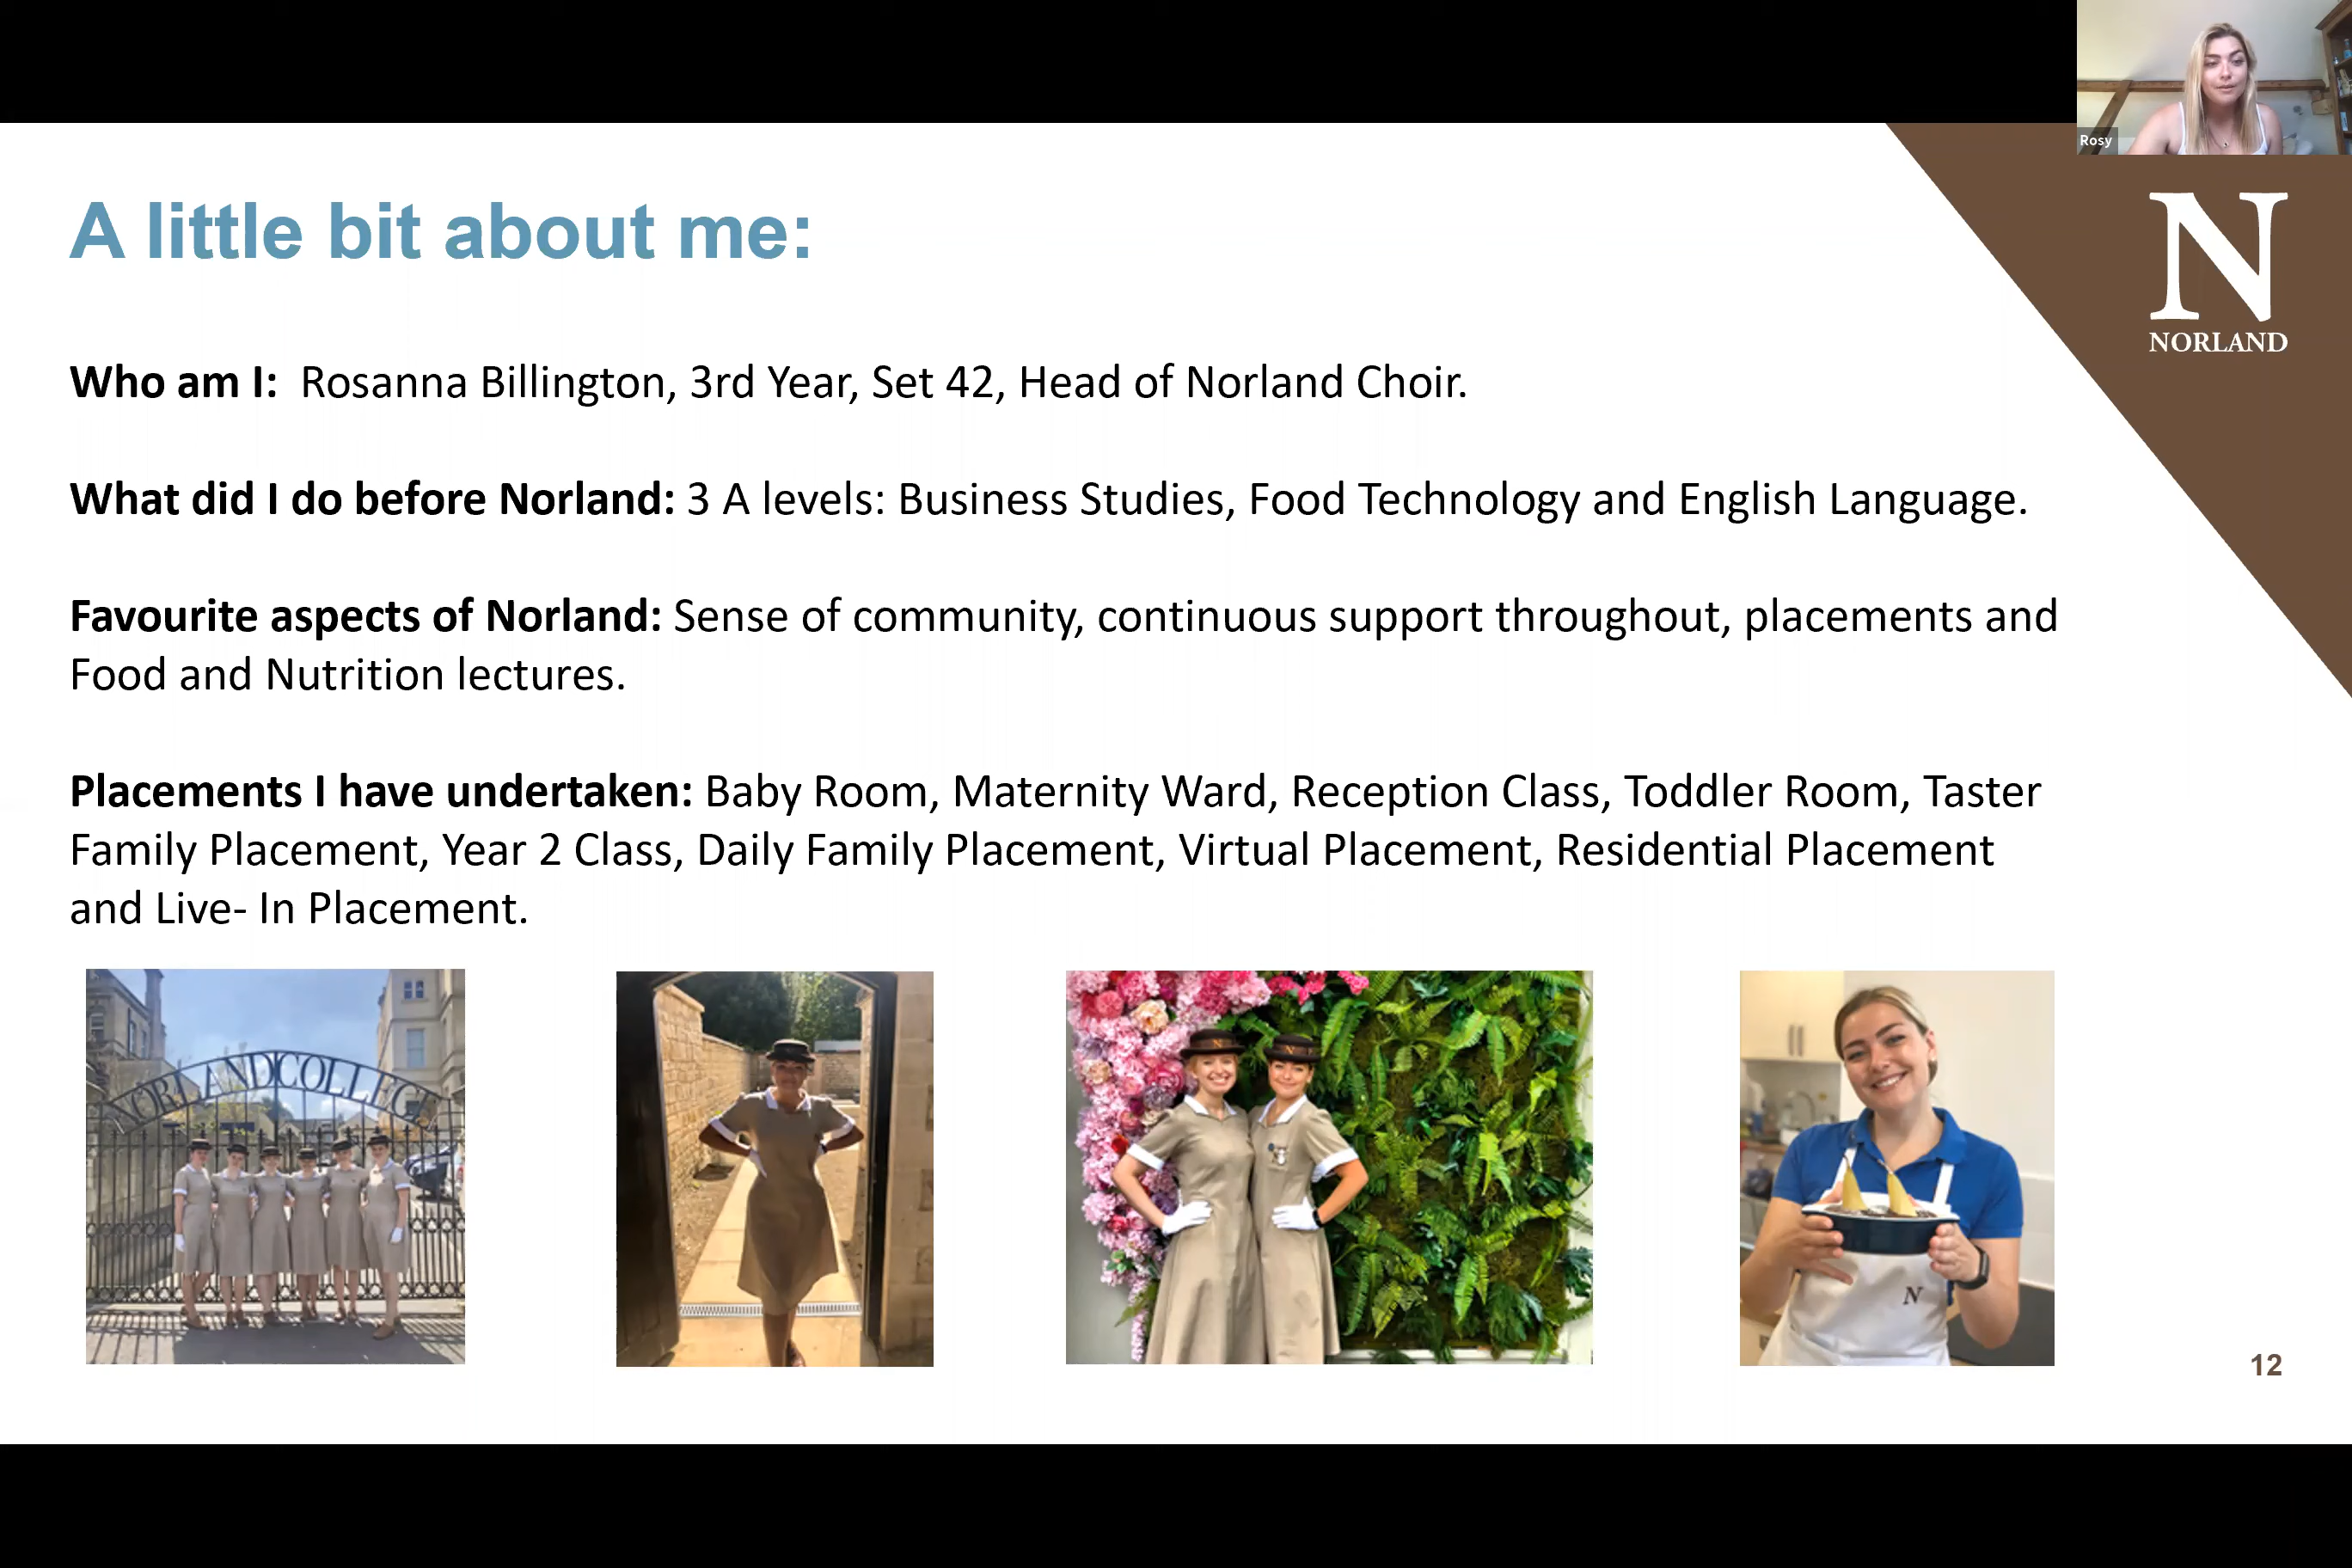 Rosy
A little bit about me:
N
NORLAND
Who am I:  Rosanna Billington, 3rd Year, Set 42, Head of Norland Choir.
What did I do before Norland: 3 A levels: Business Studies, Food Technology and English Language.
Favourite aspects of Norland: Sense of community, continuous support throughout, placements and
Food and Nutrition lectures.
Placements I have undertaken: Baby Room, Maternity Ward, Reception Class, Toddler Room, Taster
Family Placement, Year 2 Class, Daily Family Placement, Virtual Placement, Residential Placement
and Live- In Placement.
NORLAND COLLEGE
N
N
N
12